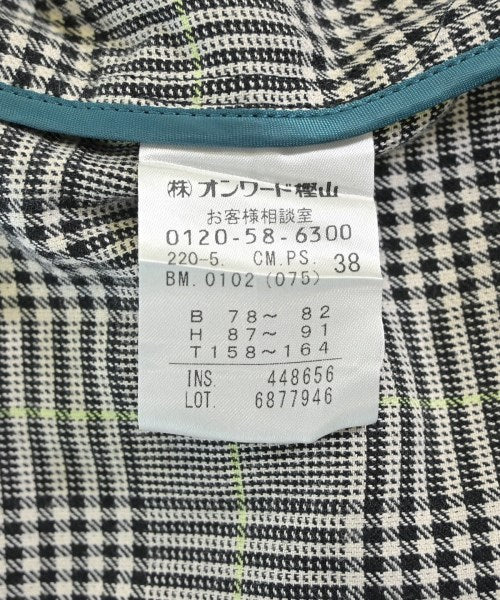 (株)オンワード樫山
お客様相談室
0120-58-6300
220-5. CM.PS. 38
BM.0102(075)
B 78～ 82
H 87～ 91
T158～164
INS. 448656
LOT. 6877946